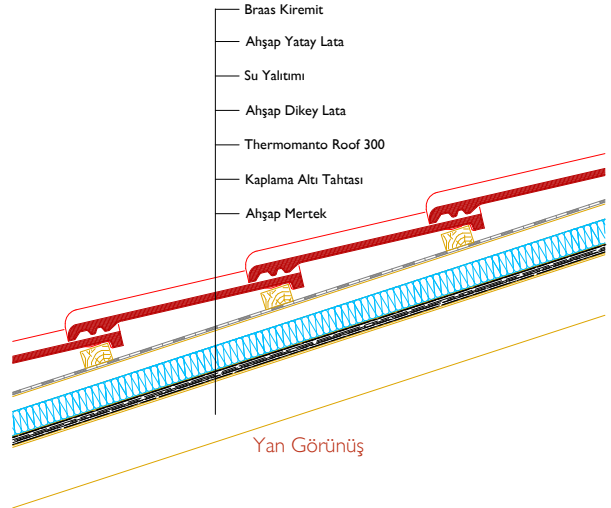 Braas Kiremit
Ahşap Yatay Lata
Su Yalıtımı
Ahşap Dikey Lata
Thermomanto Roof 300
Kaplama Altı Tahtası
Ahşap Mertek
Yan Görünüş